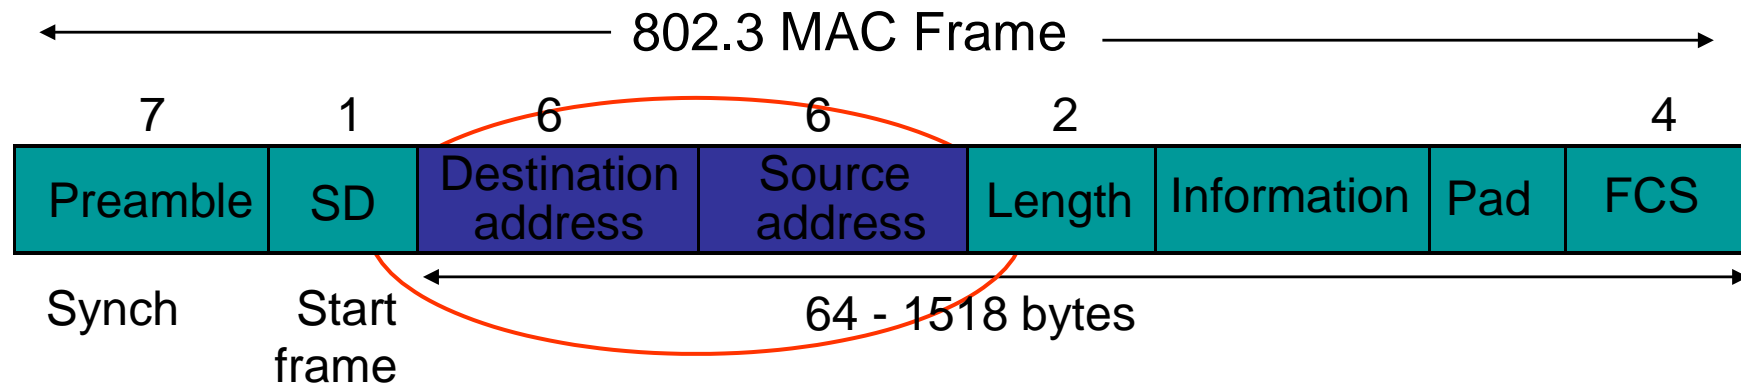 802.3 MAC Frame
7 1 6 6 2 4
Preamble SD Destination address Source address Length Information Pad FCS
Synch Start frame 64 - 1518 bytes